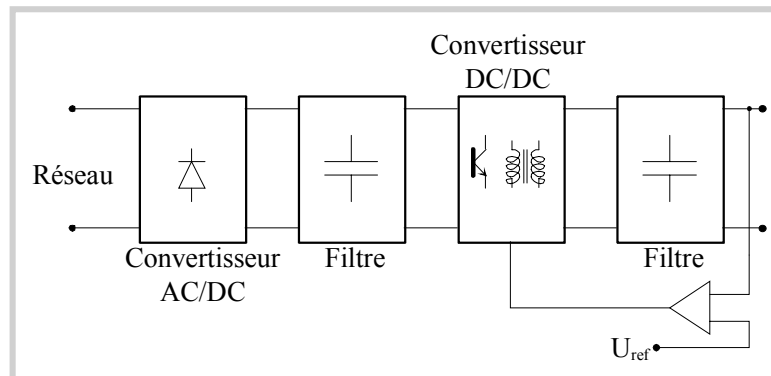 Convertisseur
DC/DC
Réseau
Convertisseur
AC/DC
Filtre
Filtre
Uref